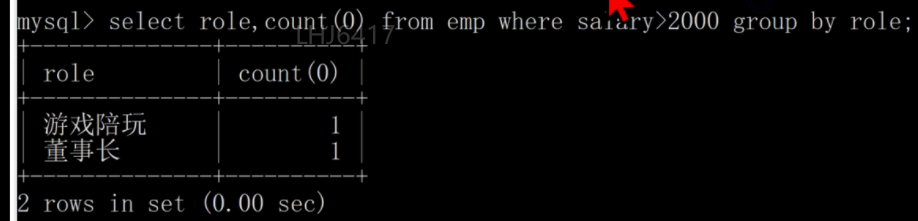 mysql> select role,count(0) from emp where salary>2000 group by role;
LHJ6417
role count(0)
游戏陪玩 1
董事长 1
2 rows in set (0.00 sec)